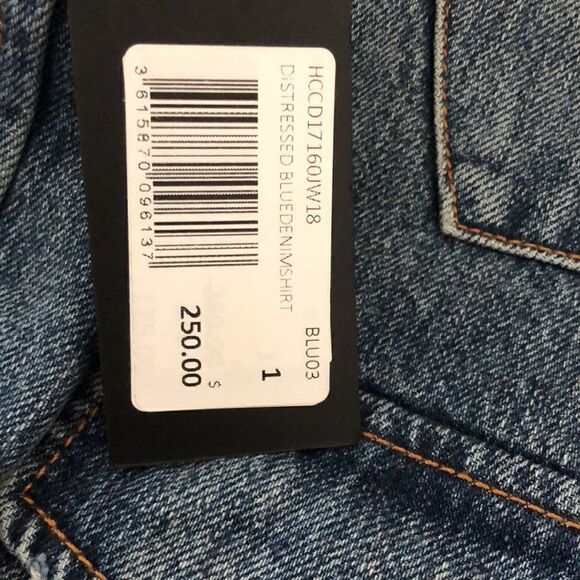 HCCD17160JW18 BLU03
DISTRESSED BLUEDENIMSHIRT 1
3 615870 096137
250.00 $